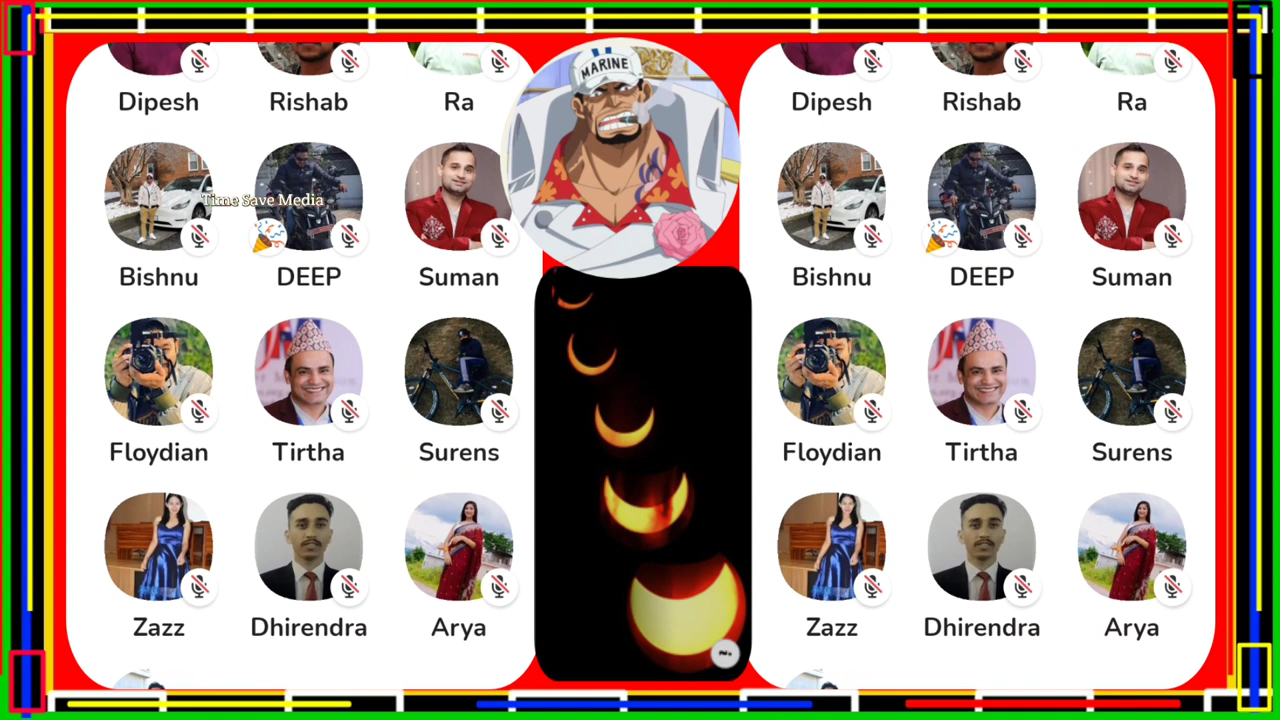 Dipesh Rishab Ra
MARINE
Dipesh Rishab Ra
Time Save Media
Bishnu DEEP Suman
Bishnu DEEP Suman
Floydian Tirtha Surens
Floydian Tirtha Surens
Zazz Dhirendra Arya
Zazz Dhirendra Arya